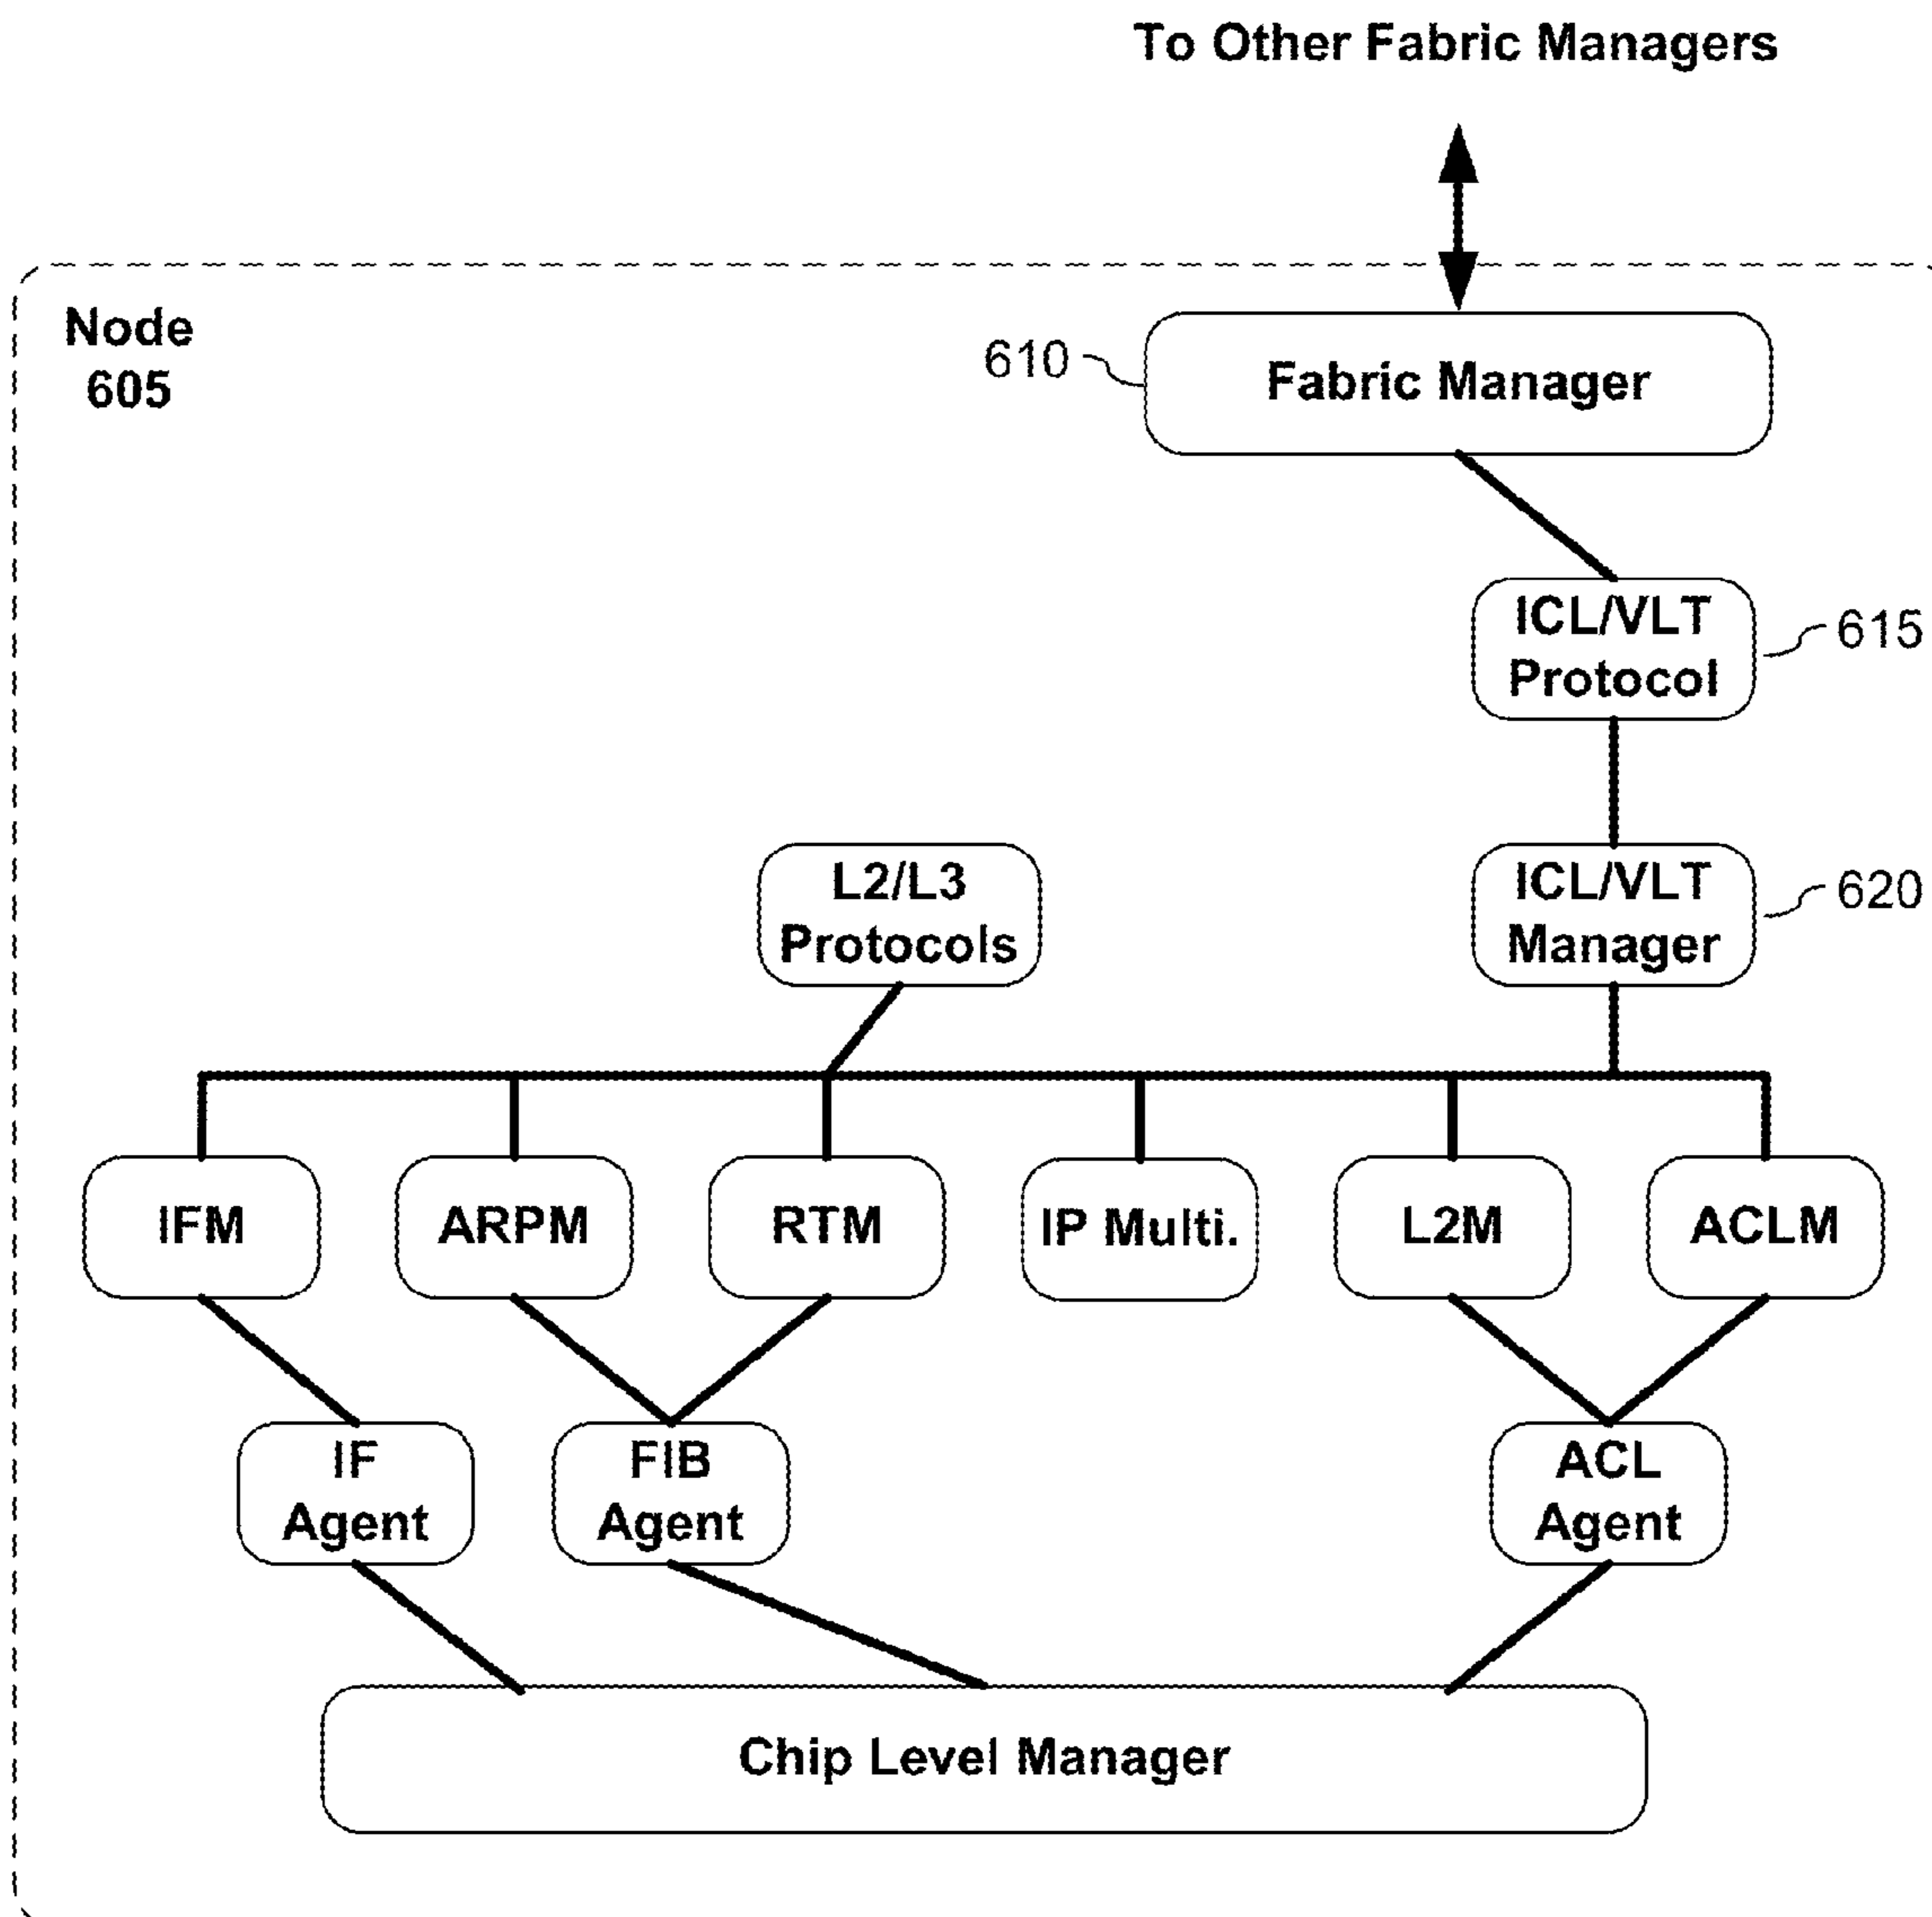 To Other Fabric Managers
Node
605
610
Fabric Manager
ICL/VLT
Protocol
615
L2/L3
Protocols
ICL/VLT
Manager
620
IFM
ARPM
RTM
IP Multi.
L2M
ACLM
IF
Agent
FIB
Agent
ACL
Agent
Chip Level Manager